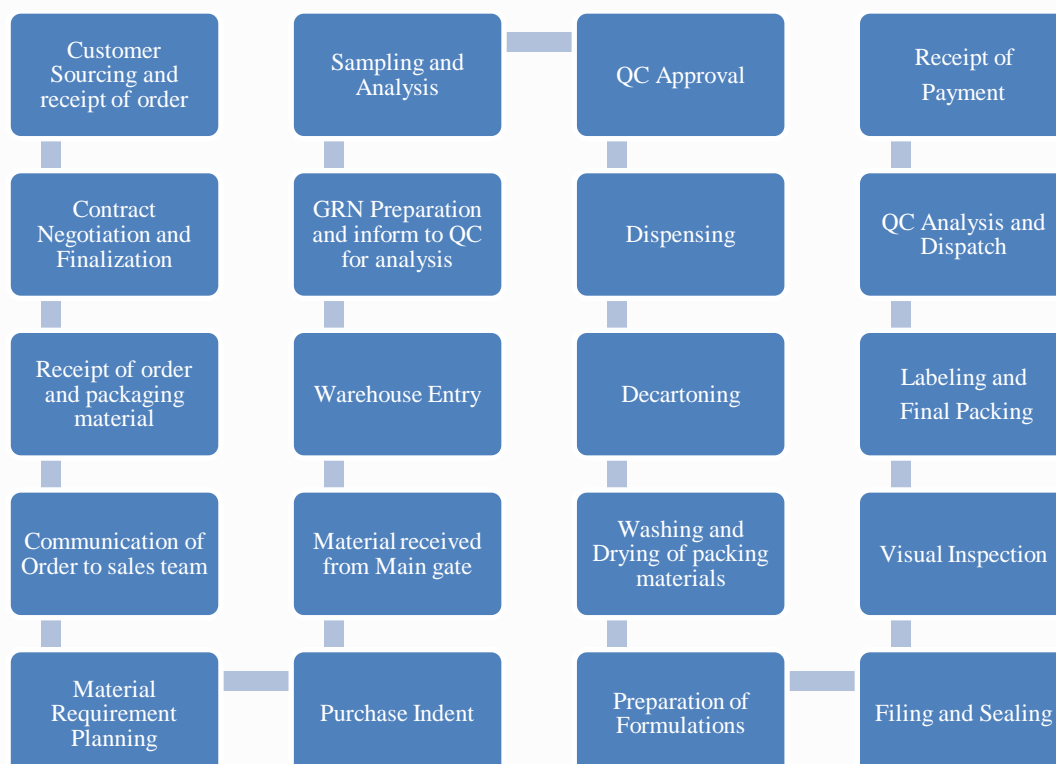 Customer
Sourcing and
receipt of order
Contract
Negotiation and
Finalization
Receipt of order
and packaging
material
Communication of
Order to sales team
Material
Requirement
Planning
Purchase Indent
Material received
from Main gate
Warehouse Entry
GRN Preparation
and inform to QC
for analysis
Sampling and
Analysis
QC Approval
Dispensing
Decartoning
Washing and
Drying of packing
materials
Preparation of
Formulations
Filing and Sealing
Visual Inspection
Labeling and
Final Packing
QC Analysis and
Dispatch
Receipt of
Payment